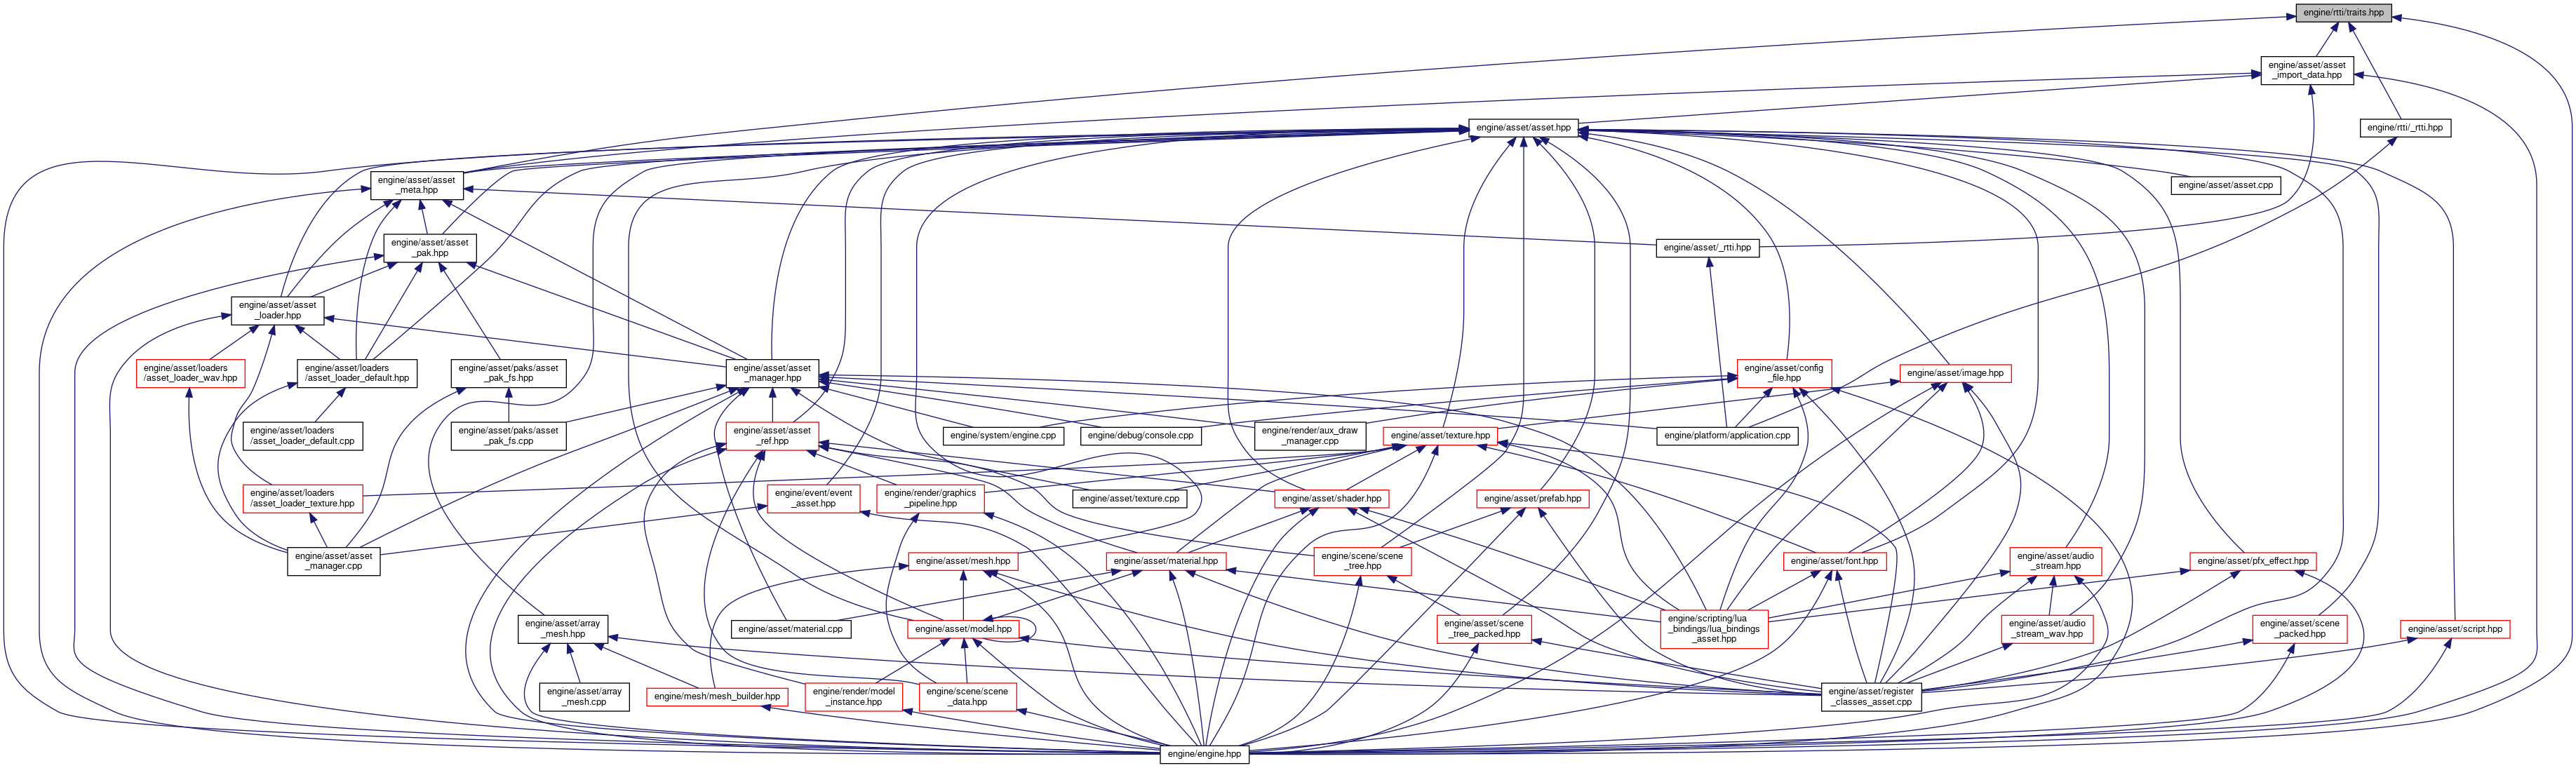 engine/rtti/traits.hpp
engine/asset/asset
_import_data.hpp
engine/asset/asset.hpp
engine/rtti/_rtti.hpp
engine/asset/asset
_meta.hpp
engine/asset/asset.cpp
engine/asset/asset
_pak.hpp
engine/asset/_rtti.hpp
engine/asset/asset
_loader.hpp
engine/asset/loaders
/asset_loader_wav.hpp
engine/asset/loaders
/asset_loader_default.hpp
engine/asset/paks/asset
_pak_fs.hpp
engine/asset/asset
_manager.hpp
engine/asset/config
_file.hpp
engine/asset/image.hpp
engine/asset/loaders
/asset_loader_default.cpp
engine/asset/paks/asset
_pak_fs.cpp
engine/asset/asset
_ref.hpp
engine/system/engine.cpp
engine/debug/console.cpp
engine/render/aux_draw
_manager.cpp
engine/asset/texture.hpp
engine/platform/application.cpp
engine/asset/loaders
/asset_loader_texture.hpp
engine/event/event
_asset.hpp
engine/render/graphics
_pipeline.hpp
engine/asset/texture.cpp
engine/asset/shader.hpp
engine/asset/prefab.hpp
engine/asset/asset
_manager.cpp
engine/asset/mesh.hpp
engine/asset/material.hpp
engine/scene/scene
_tree.hpp
engine/asset/font.hpp
engine/asset/audio
_stream.hpp
engine/asset/pfx_effect.hpp
engine/asset/array
_mesh.hpp
engine/asset/material.cpp
engine/asset/model.hpp
engine/asset/scene
_tree_packed.hpp
engine/scripting/lua
_bindings/lua_bindings
_asset.hpp
engine/asset/audio
_stream_wav.hpp
engine/asset/scene
_packed.hpp
engine/asset/script.hpp
engine/asset/array
_mesh.cpp
engine/mesh/mesh_builder.hpp
engine/render/model
_instance.hpp
engine/scene/scene
_data.hpp
engine/asset/register
_classes_asset.cpp
engine/engine.hpp